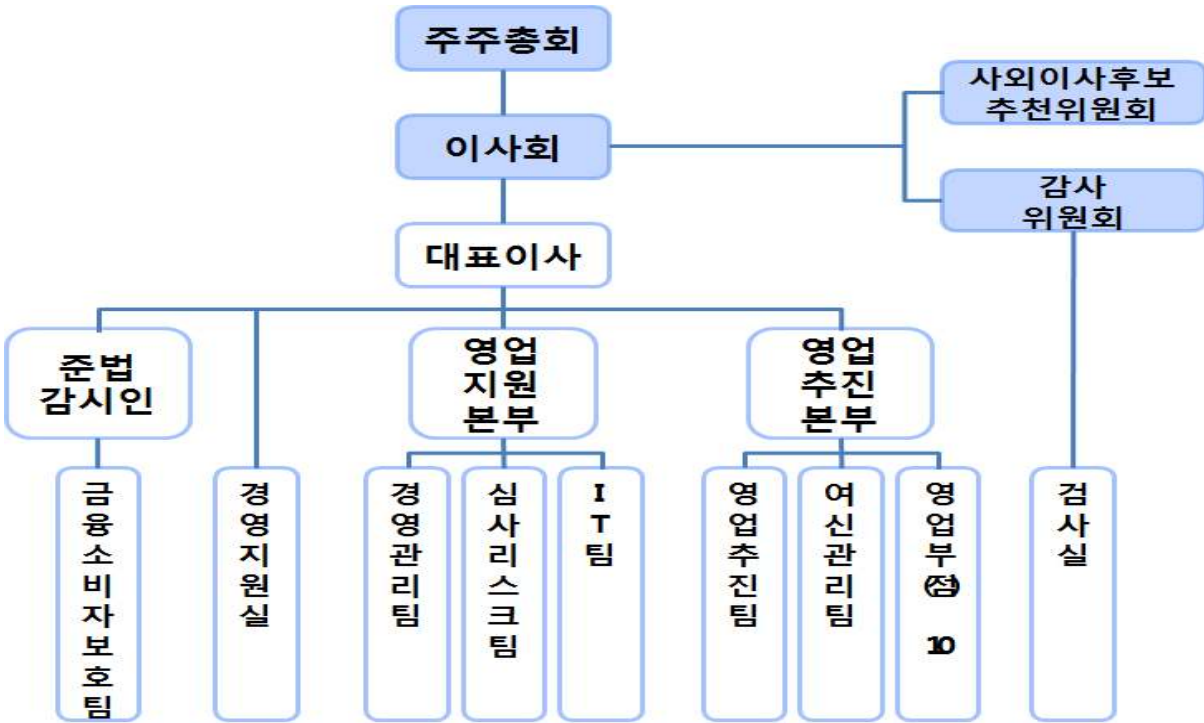 주주총회
사외이사후보
추천위원회
이사회
감사
위원회
대표이사
준법
감시인
영업
지원
본부
영업
추진
본부
금융소비자보호팀
경영지원실
경영관리팀
심사리스크팀
IT팀
영업추진팀
여신관리팀
영업부(점) 10
검사실